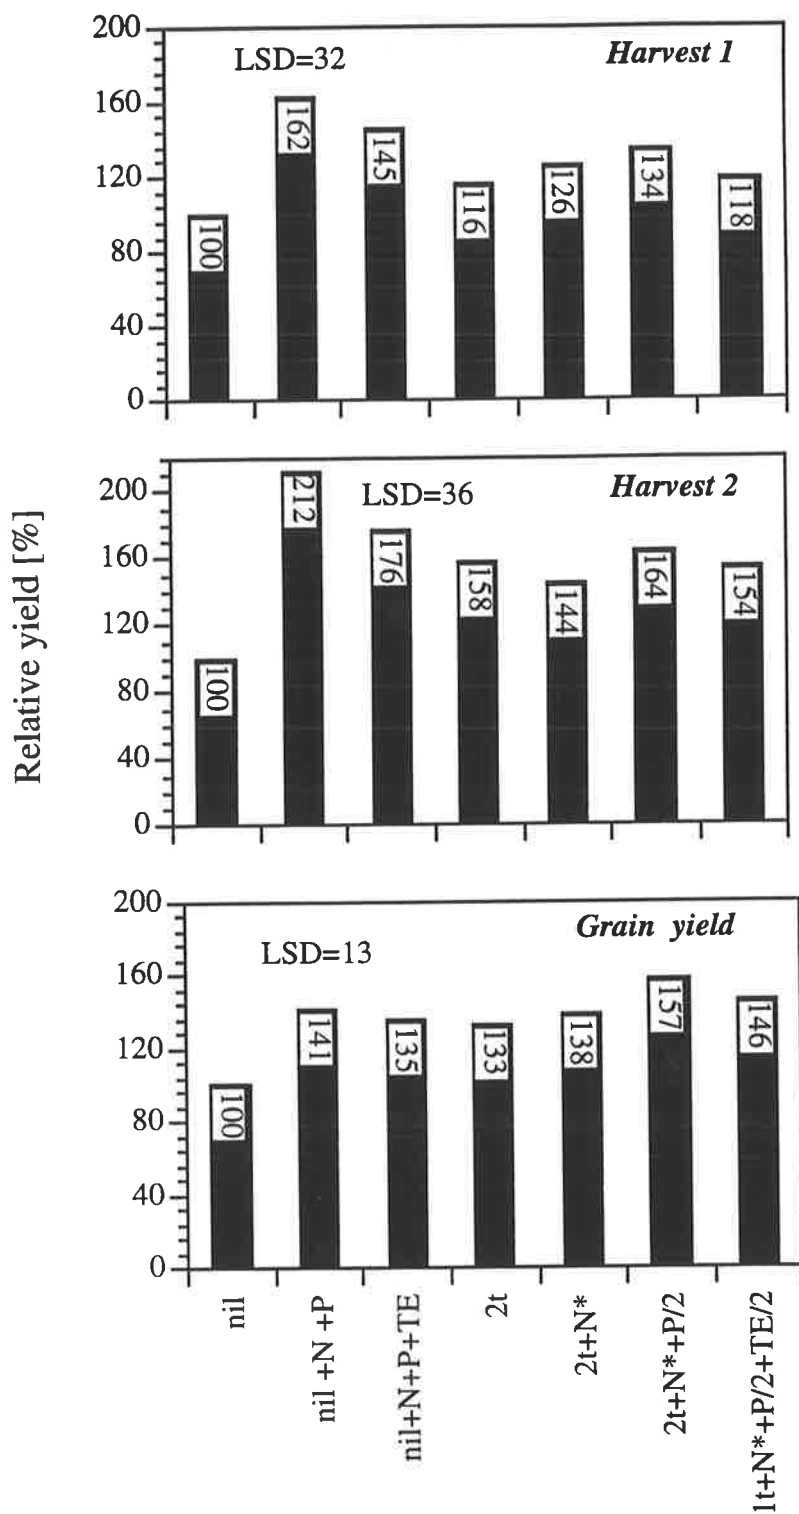 Relative yield [%]
200
160
120
80
40
0
LSD=32
Harvest 1
100
162
145
116
126
134
118
200
160
120
80
40
0
LSD=36
Harvest 2
100
212
176
158
144
164
154
200
160
120
80
40
0
LSD=13
Grain yield
100
141
135
133
138
157
146
nil
nil +N +P
nil+N+P+TE
2t
2t+N*
2t+N*+P/2
1t+N*+P/2+TE/2